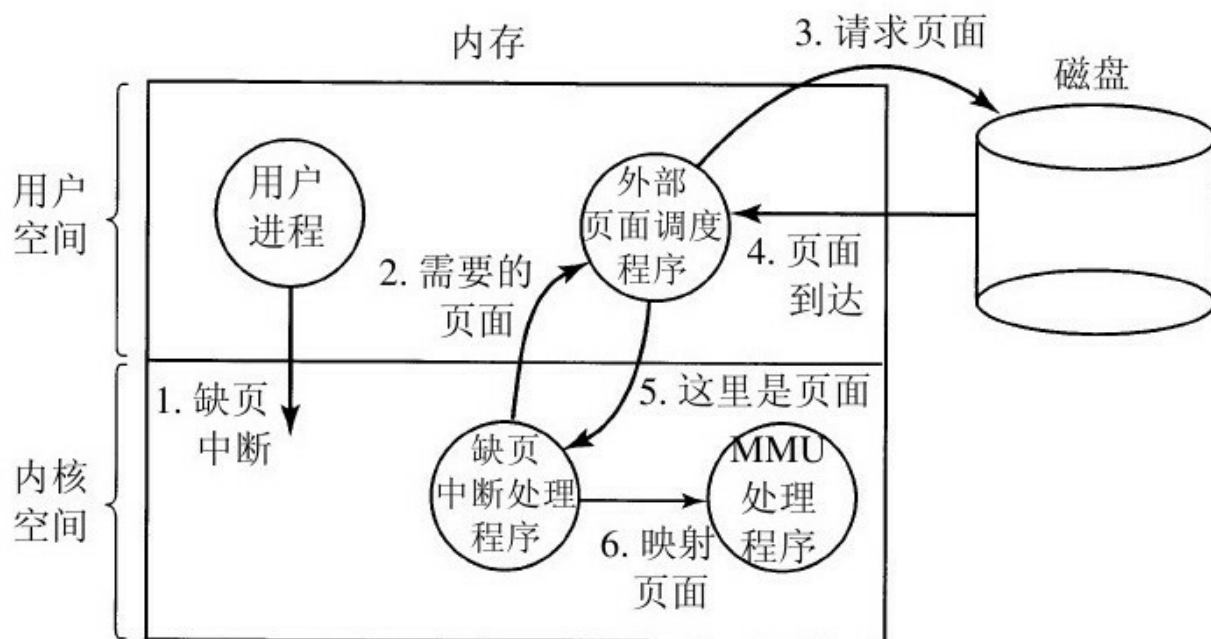 内存
3. 请求页面
磁盘
用户
空间
用户
进程
外部
页面调度
程序
2. 需要的
页面
4. 页面
到达
1. 缺页
中断
5. 这里是页面
内核
空间
缺页
中断处理
程序
MMU
处理
程序
6. 映射
页面